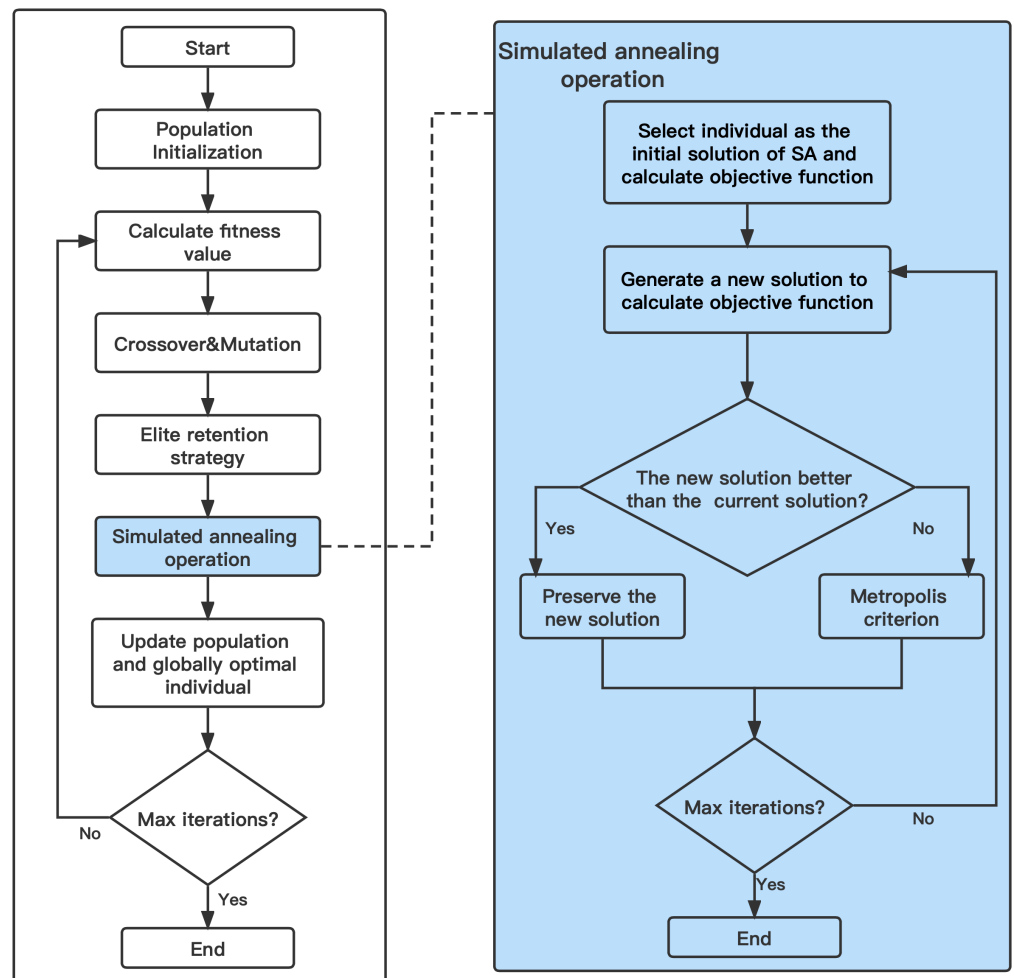 Start
Population
Initialization
Calculate fitness
value
Crossover&Mutation
Elite retention
strategy
Simulated annealing
operation
Update population
and globally optimal
individual
Max iterations?
No
Yes
End
Simulated annealing
operation
Select individual as the
initial solution of SA and
calculate objective function
Generate a new solution to
calculate objective function
The new solution better
than the current solution?
Yes
No
Preserve the
new solution
Metropolis
criterion
Max iterations?
No
Yes
End